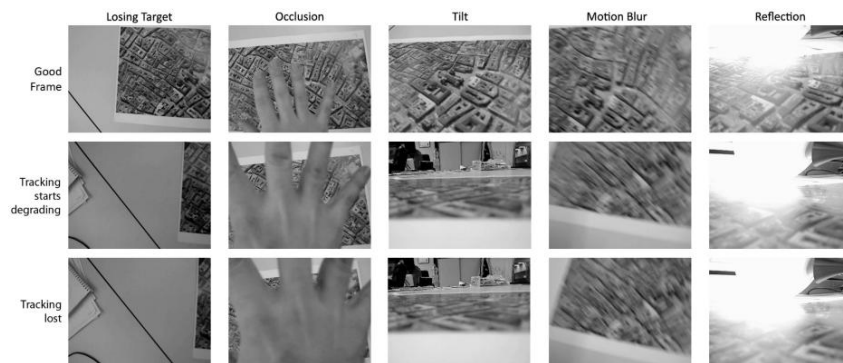 Losing Target
Occlusion
Tilt
Motion Blur
Reflection
Good
Frame
Tracking
starts
degrading
Tracking
lost